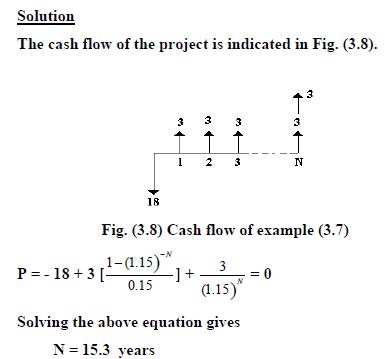 Solution
The cash flow of the project is indicated in Fig. (3.8).
3
3 3 3 3
1 2 3 N
18
Fig. (3.8) Cash flow of example (3.7)
P = - 18 + 3 [ \frac{1-(1.15)^{-N}}{0.15} ] + \frac{3}{(1.15)^{N}} = 0
Solving the above equation gives
N = 15.3 years